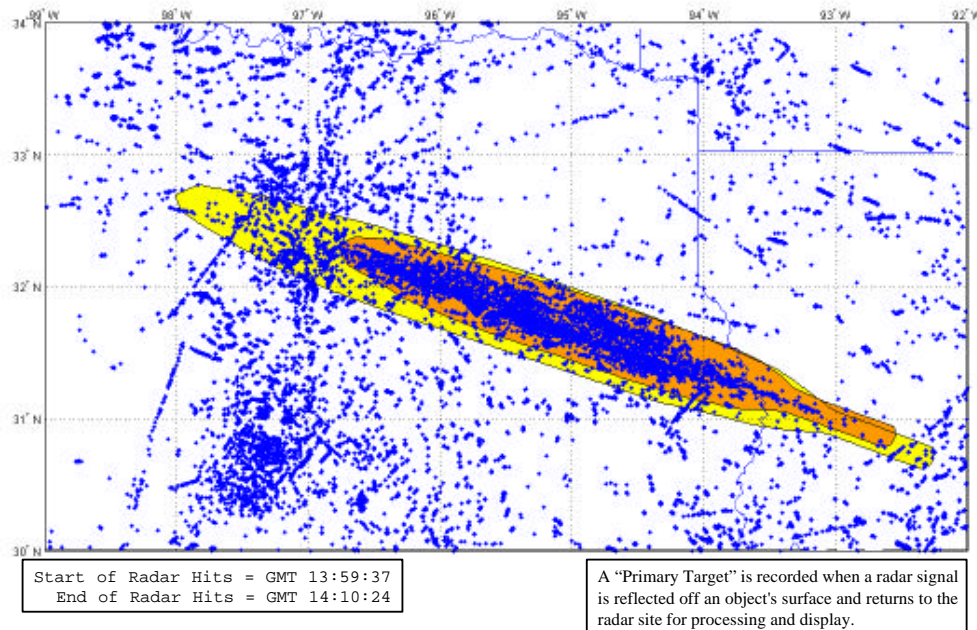 99° W 98° W 97° W 96° W 95° W 94° W 93° W 92° W
34° N
33° N
32° N
31° N
30° N
Start of Radar Hits = GMT 13:59:37
End of Radar Hits = GMT 14:10:24
A “Primary Target” is recorded when a radar signal
is reflected off an object's surface and returns to the
radar site for processing and display.